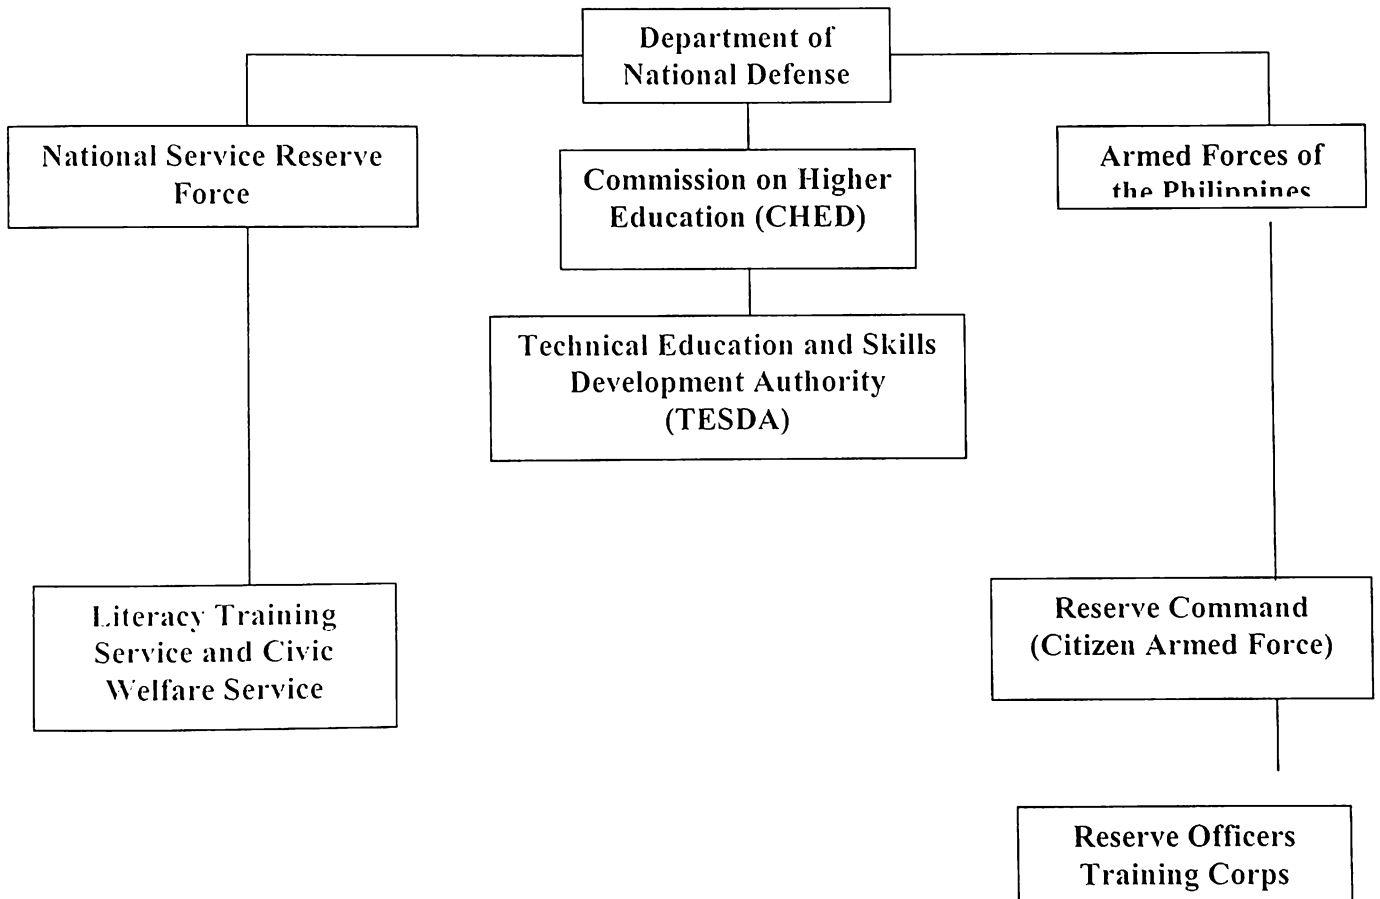 Department of
National Defense
National Service Reserve
Force
Commission on Higher
Education (CHED)
Armed Forces of
the Philippines
Technical Education and Skills
Development Authority
(TESDA)
Literacy Training
Service and Civic
Welfare Service
Reserve Command
(Citizen Armed Force)
Reserve Officers
Training Corps